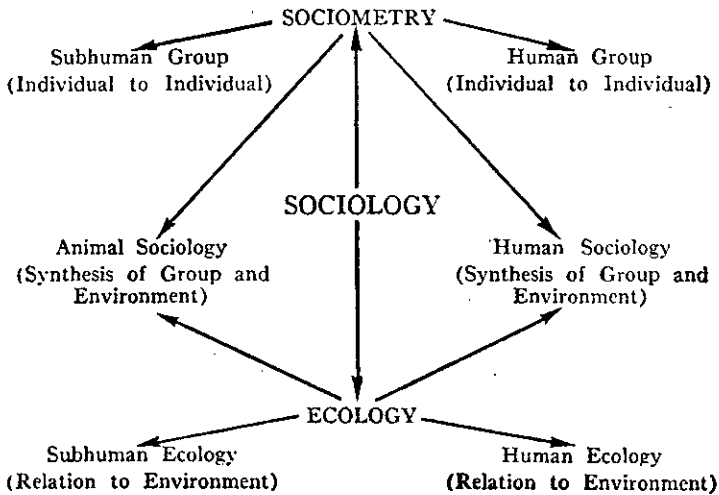 SOCIOMETRY
Subhuman Group
(Individual to Individual)
Human Group
(Individual to Individual)
SOCIOLOGY
Animal Sociology
(Synthesis of Group and
Environment)
Human Sociology
(Synthesis of Group and
Environment)
ECOLOGY
Subhuman Ecology
(Relation to Environment)
Human Ecology
(Relation to Environment)